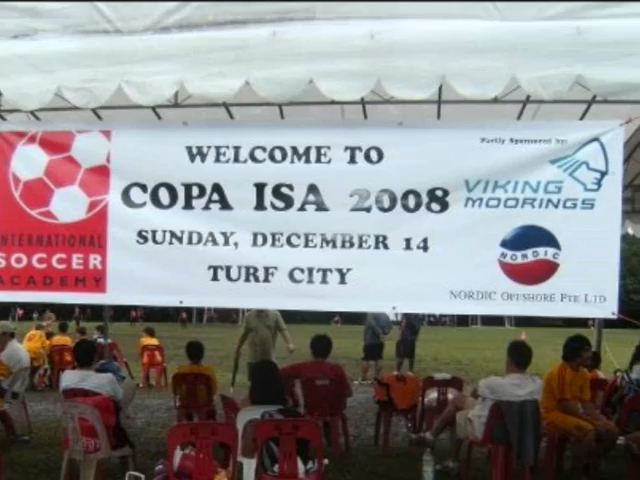 INTERNATIONAL
SOCCER
ACADEMY
WELCOME TO
COPA ISA 2008
SUNDAY, DECEMBER 14
TURF CITY
Partly Sponsored by:
VIKING
MOORINGS
NORDIC
NORDIC OFFSHORE PTE LTD